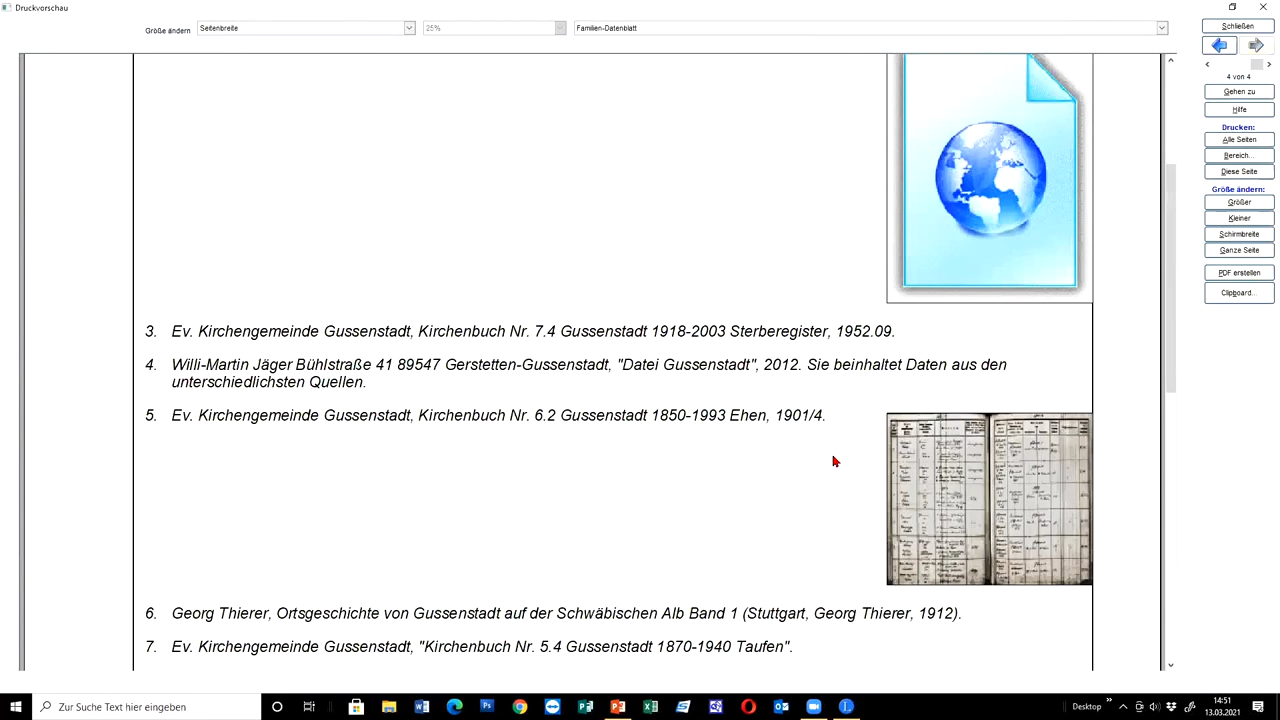 Druckvorschau
Größe ändern
Seitenbreite
25%
Familien-Datenblatt
Schließen
4 von 4
Gehen zu
Hilfe
Drucken:
Alle Seiten
Bereich...
Diese Seite
Größe ändern:
Größer
Kleiner
Schirmbreite
Ganze Seite
PDF erstellen
Clipboard...
3. Ev. Kirchengemeinde Gussenstadt, Kirchenbuch Nr. 7.4 Gussenstadt 1918-2003 Sterberegister, 1952.09.
4. Willi-Martin Jäger Bühlstraße 41 89547 Gerstetten-Gussenstadt, "Datei Gussenstadt", 2012. Sie beinhaltet Daten aus den
unterschiedlichsten Quellen.
5. Ev. Kirchengemeinde Gussenstadt, Kirchenbuch Nr. 6.2 Gussenstadt 1850-1993 Ehen, 1901/4.
6. Georg Thierer, Ortsgeschichte von Gussenstadt auf der Schwäbischen Alb Band 1 (Stuttgart, Georg Thierer, 1912).
7. Ev. Kirchengemeinde Gussenstadt, "Kirchenbuch Nr. 5.4 Gussenstadt 1870-1940 Taufen".
Zur Suche Text hier eingeben
Desktop
14:51
13.03.2021